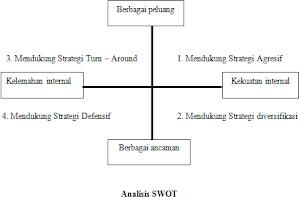 Berbagai peluang
3. Mendukung Strategi Turn – Around
1. Mendukung Strategi Agresif
Kelemahan internal
Kekuatan internal
4. Mendukung Strategi Defensif
2. Mendukung Strategi diversifikasi
Berbagai ancaman
Analisis SWOT